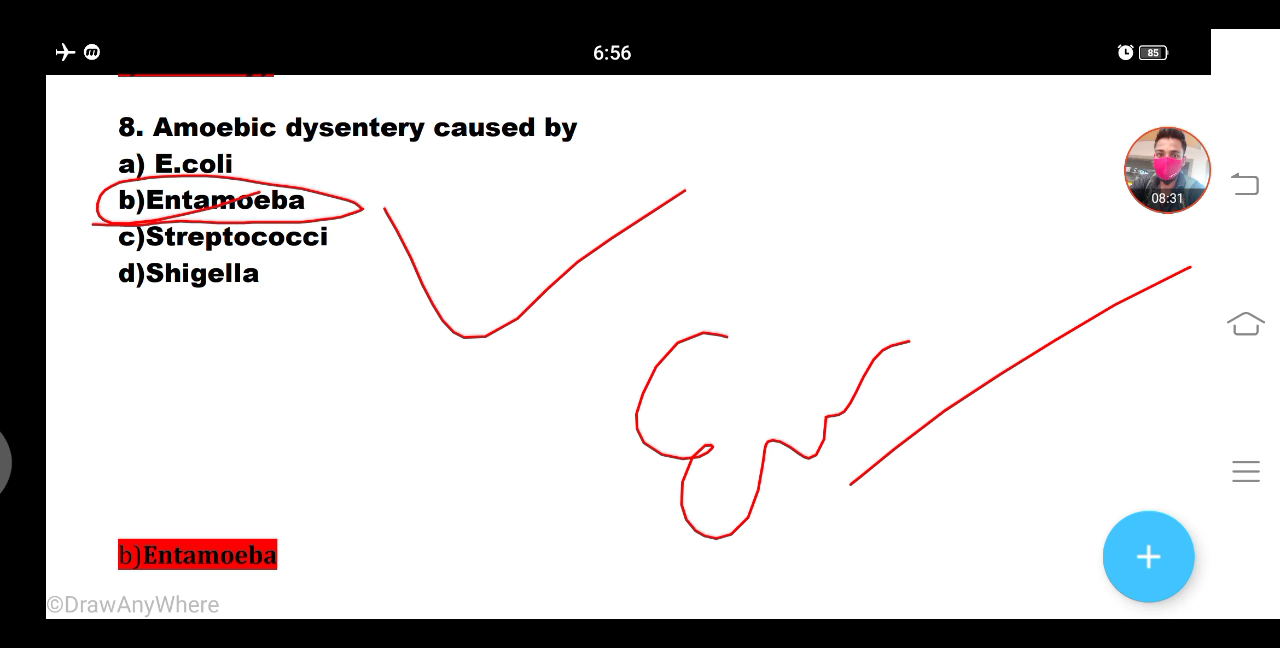 6:56
85
8. Amoebic dysentery caused by
a) E.coli
b)Entamoeba
c)Streptococci
d)Shigella
08:31
b)Entamoeba
©DrawAnyWhere